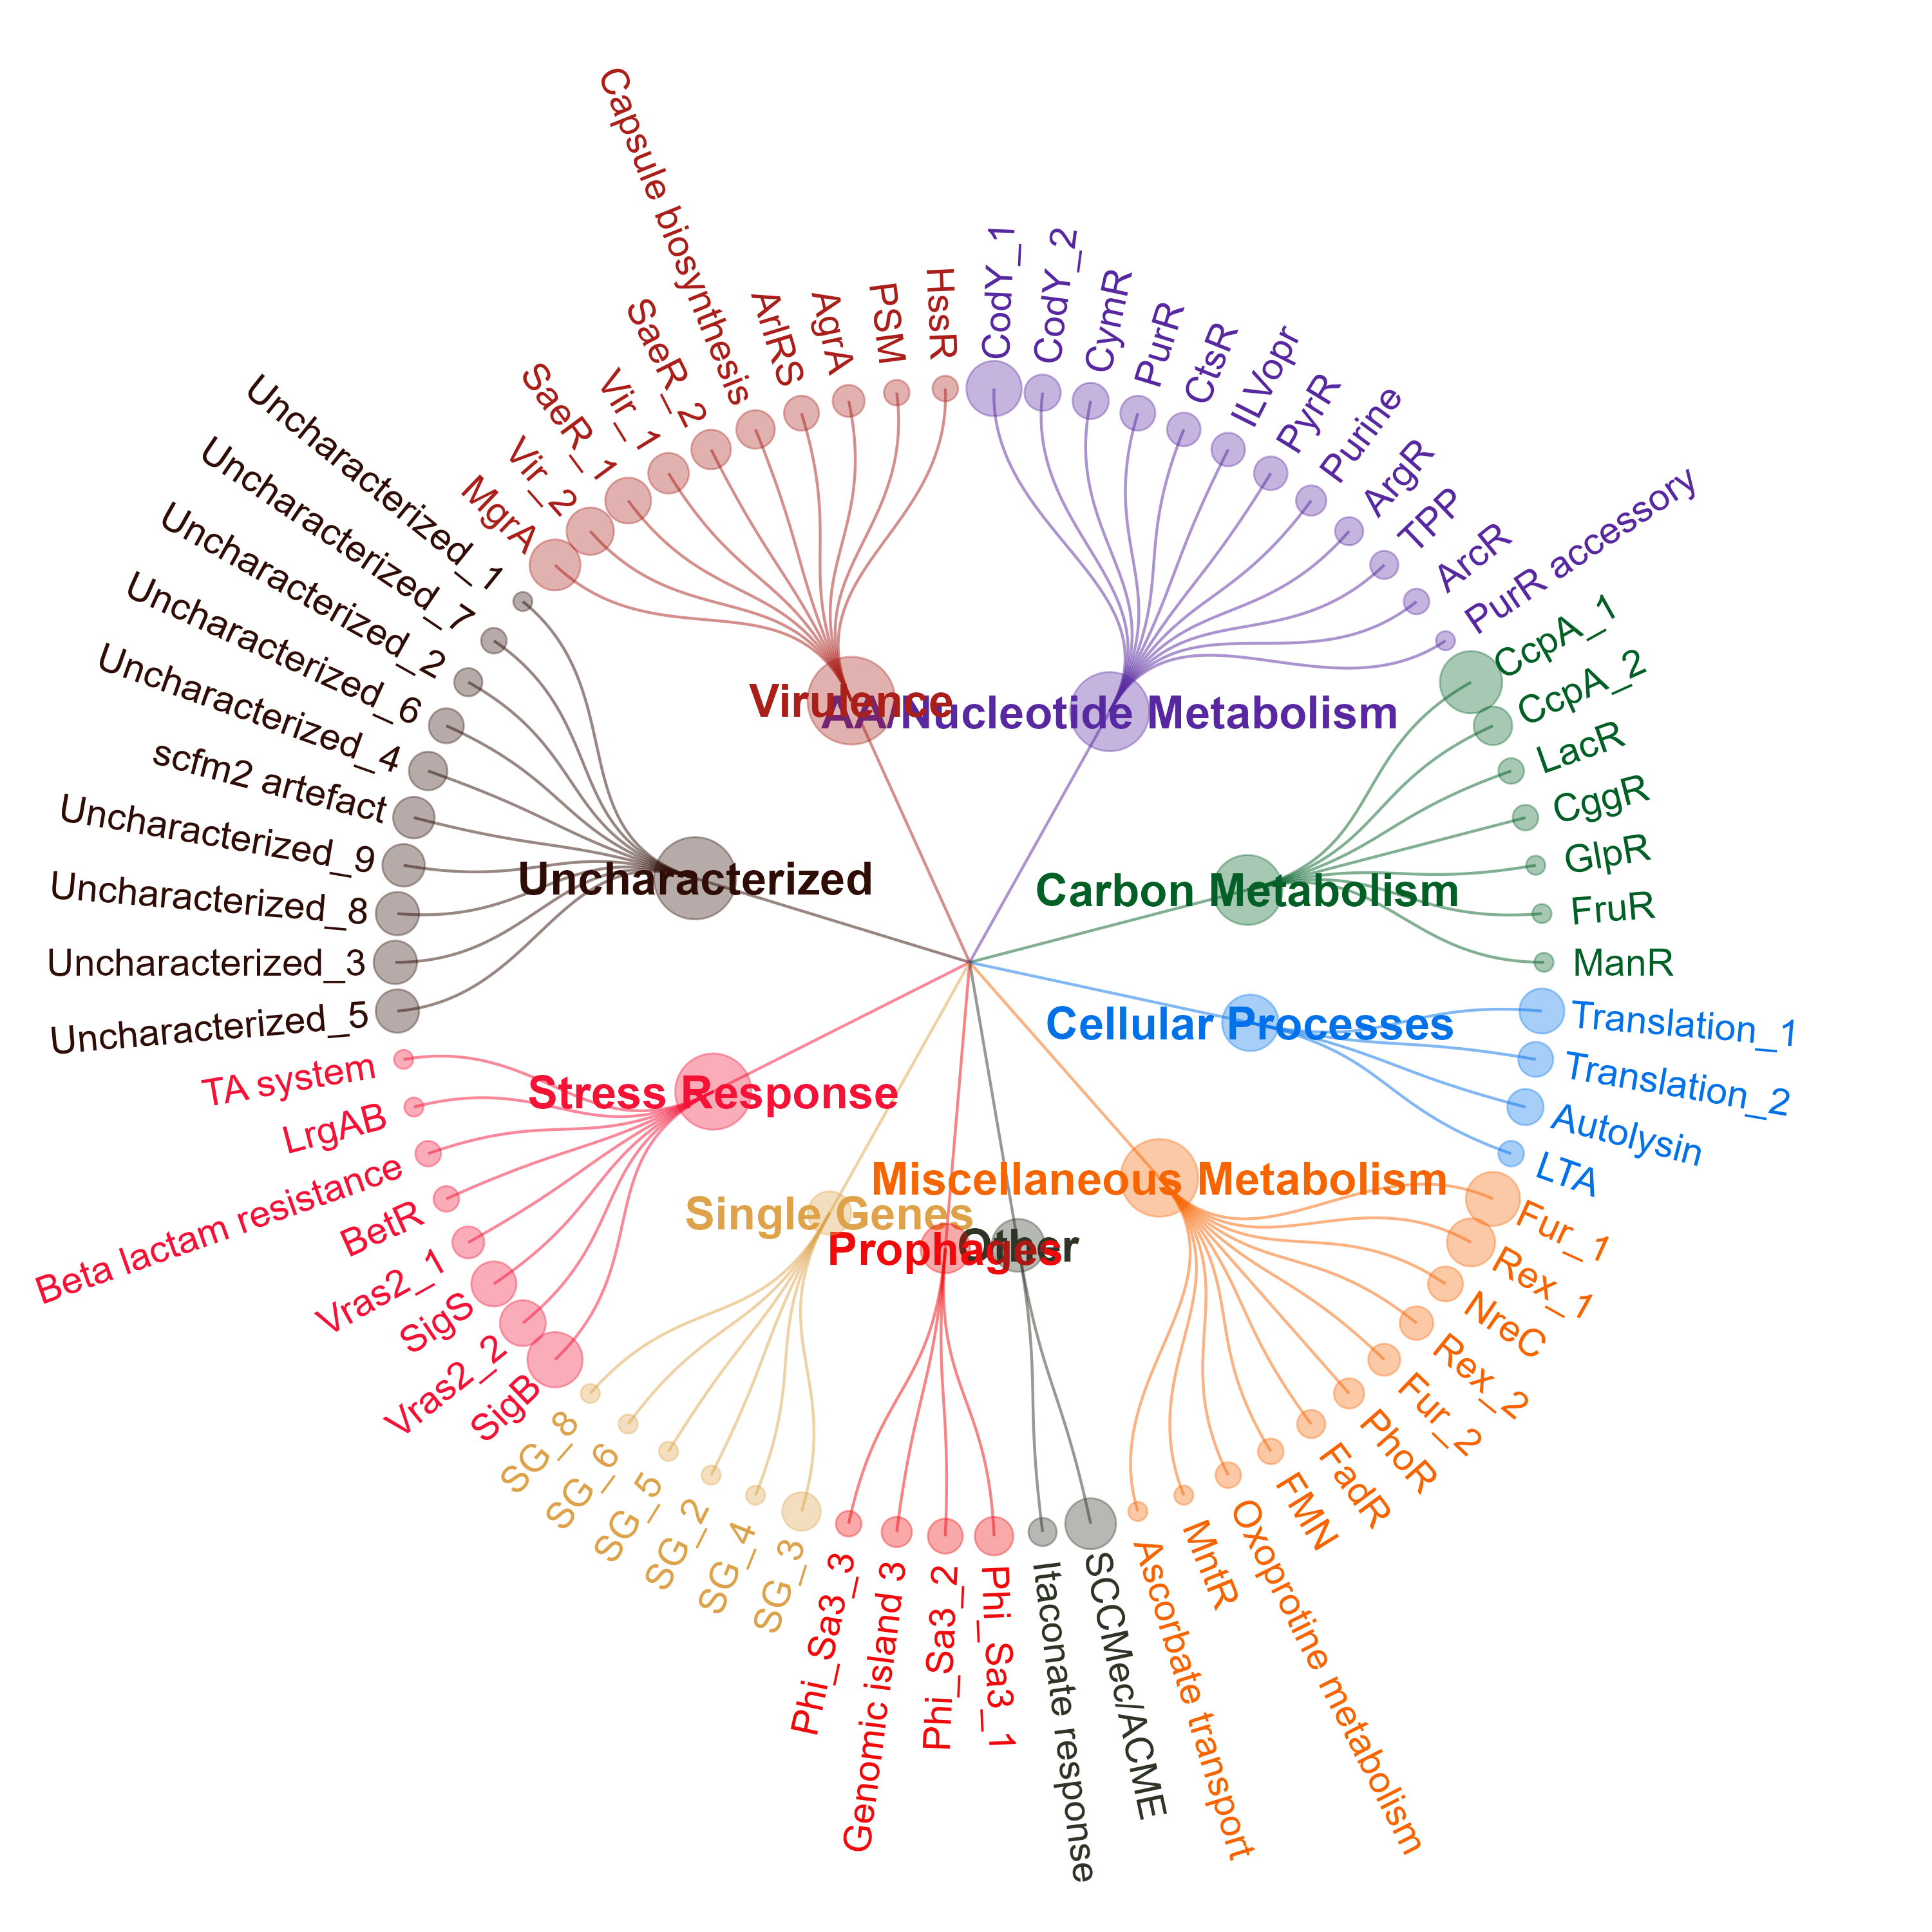 Virulence
MgrA
Vir_2
SaeR_1
Vir_1
SaeR_2
Capsule biosynthesis
ArlRS
AgrA
PSM
HssR
AA/Nucleotide Metabolism
CodY_1
CodY_2
CymR
PurR
CtsR
ILVopr
PyrR
Purine
ArgR
TPP
ArcR
PurR accessory
Carbon Metabolism
CcpA_1
CcpA_2
LacR
CggR
GlpR
FruR
ManR
Cellular Processes
Translation_1
Translation_2
Autolysin
LTA
Miscellaneous Metabolism
Fur_1
Rex_1
NreC
Rex_2
Fur_2
PhoR
FadR
FMN
Oxoprotine metabolism
MntR
Ascorbate transport
Other
SCCMec/ACME
Itaconate response
Prophages
Phi_Sa3_1
Phi_Sa3_2
Genomic island 3
Phi_Sa3_3
Single Genes
SG_3
SG_4
SG_2
SG_5
SG_6
SG_8
Stress Response
SigB
Vras2_2
SigS
Vras2_1
BetR
Beta lactam resistance
LrgAB
TA system
Uncharacterized
Uncharacterized_5
Uncharacterized_3
Uncharacterized_8
Uncharacterized_9
scfm2 artefact
Uncharacterized_4
Uncharacterized_6
Uncharacterized_2
Uncharacterized_7
Uncharacterized_1